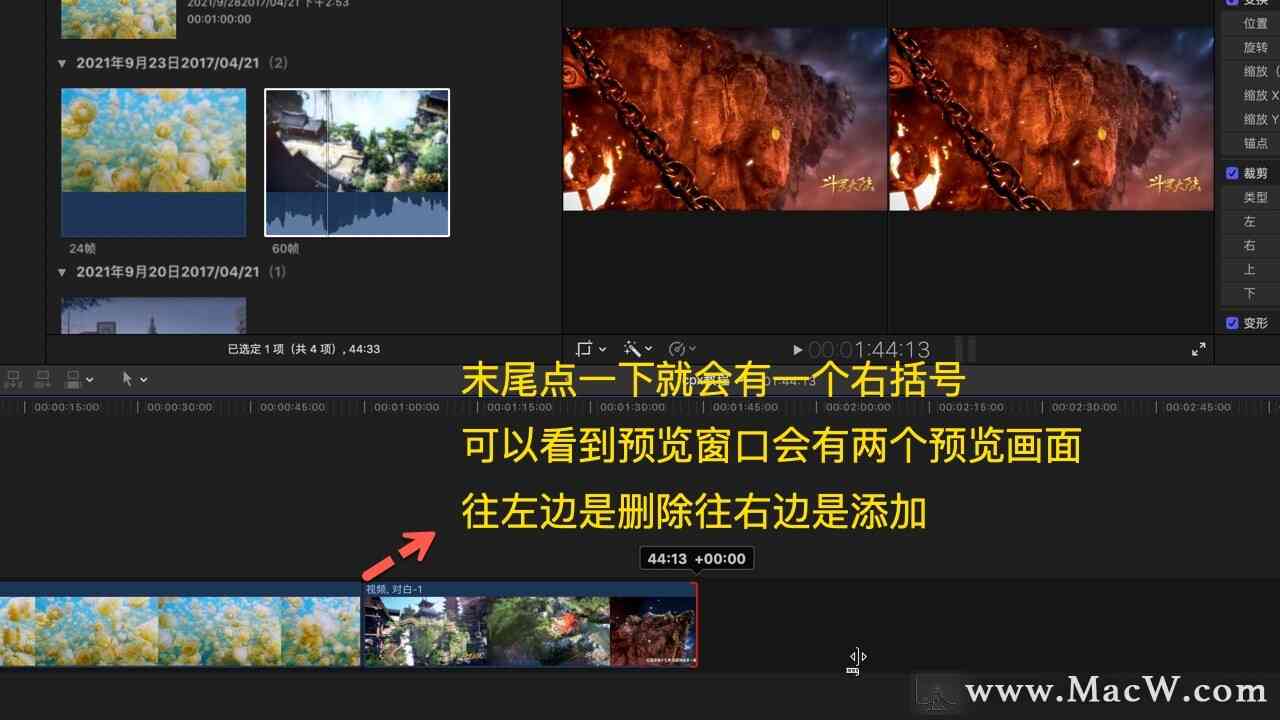 2021/9/282017/04/21 下午2:53
00:01:00:00
2021年9月23日2017/04/21 (2)
24帧
60帧
2021年9月20日2017/04/21 (1)
已选定 1 项（共 4 项）, 44:33
斗罗大陆
斗罗大陆
00:00:01:44:13
变换
位置
旋转
缩放（
缩放 X
缩放 Y
锚点
裁剪
类型
左
右
上
下
变形
末尾点一下就会有一个右括号
00:00:15:00 00:00:30:00 00:00:45:00 00:01:00:00 00:01:15:00 00:01:30:00 00:01:45:00 00:02:00:00 00:02:15:00 00:02:30:00 00:02:45:00
可以看到预览窗口会有两个预览画面
往左边是删除往右边是添加
44:13 +00:00
视频, 对白-1
www.MacW.com